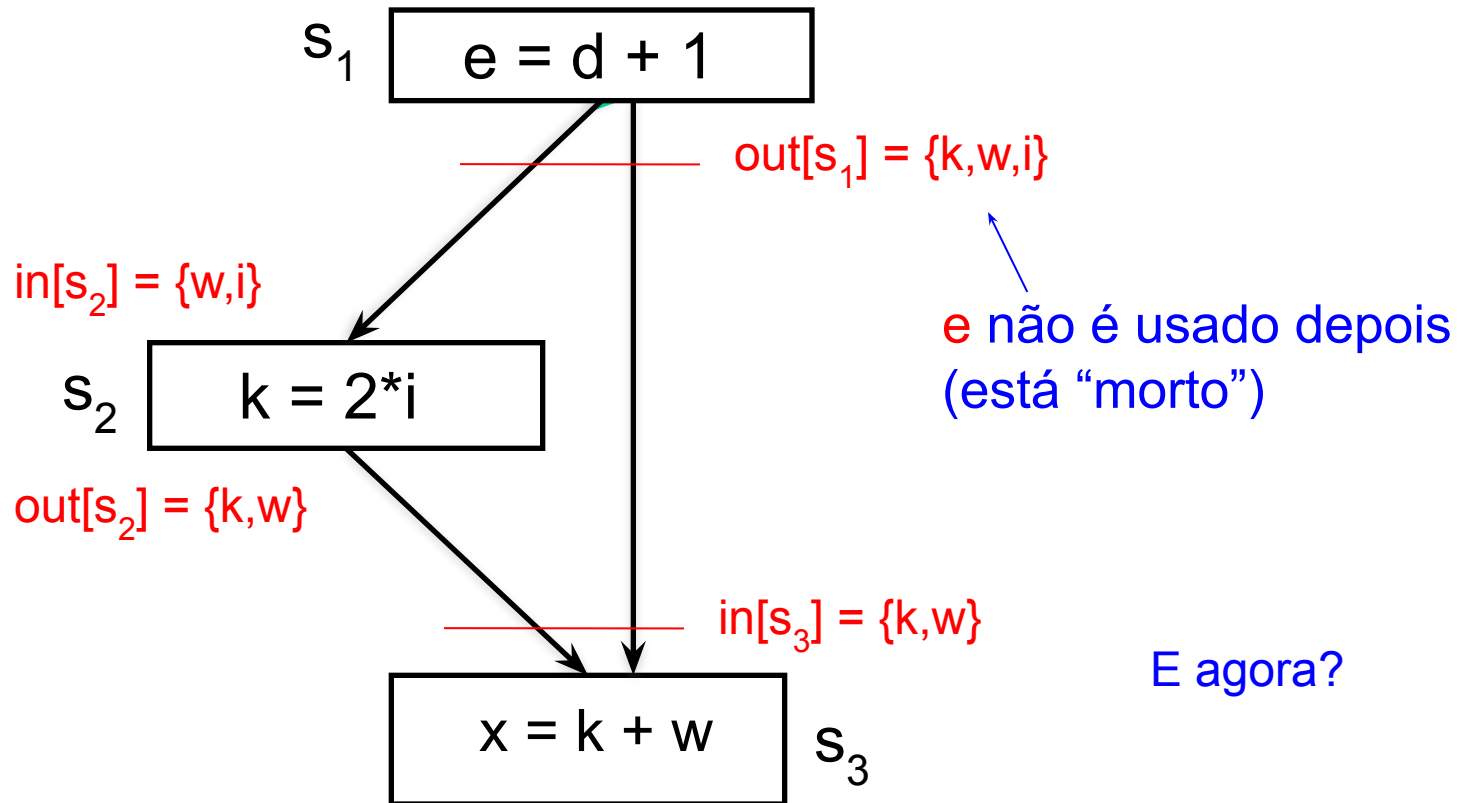 s₁
e = d + 1
out[s₁] = {k,w,i}
in[s₂] = {w,i}
e não é usado depois
(está “morto”)
s₂
k = 2*i
out[s₂] = {k,w}
in[s₃] = {k,w}
E agora?
x = k + w
s₃